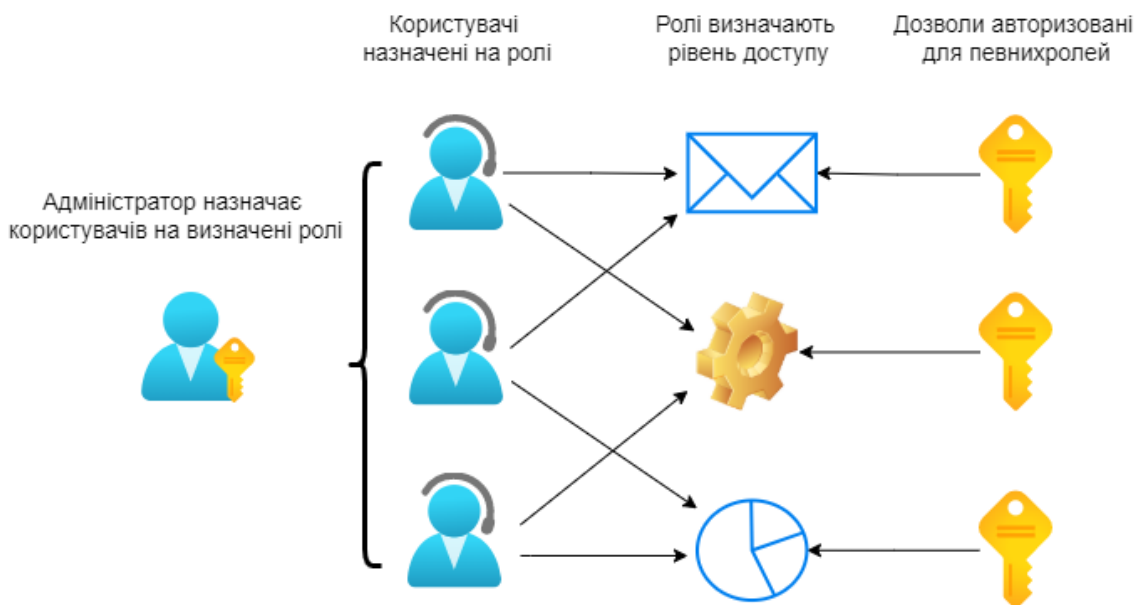 Користувачі
назначені на ролі
Ролі визначають
рівень доступу
Дозволи авторизовані
для певнихролей
Адміністратор назначає
користувачів на визначені ролі